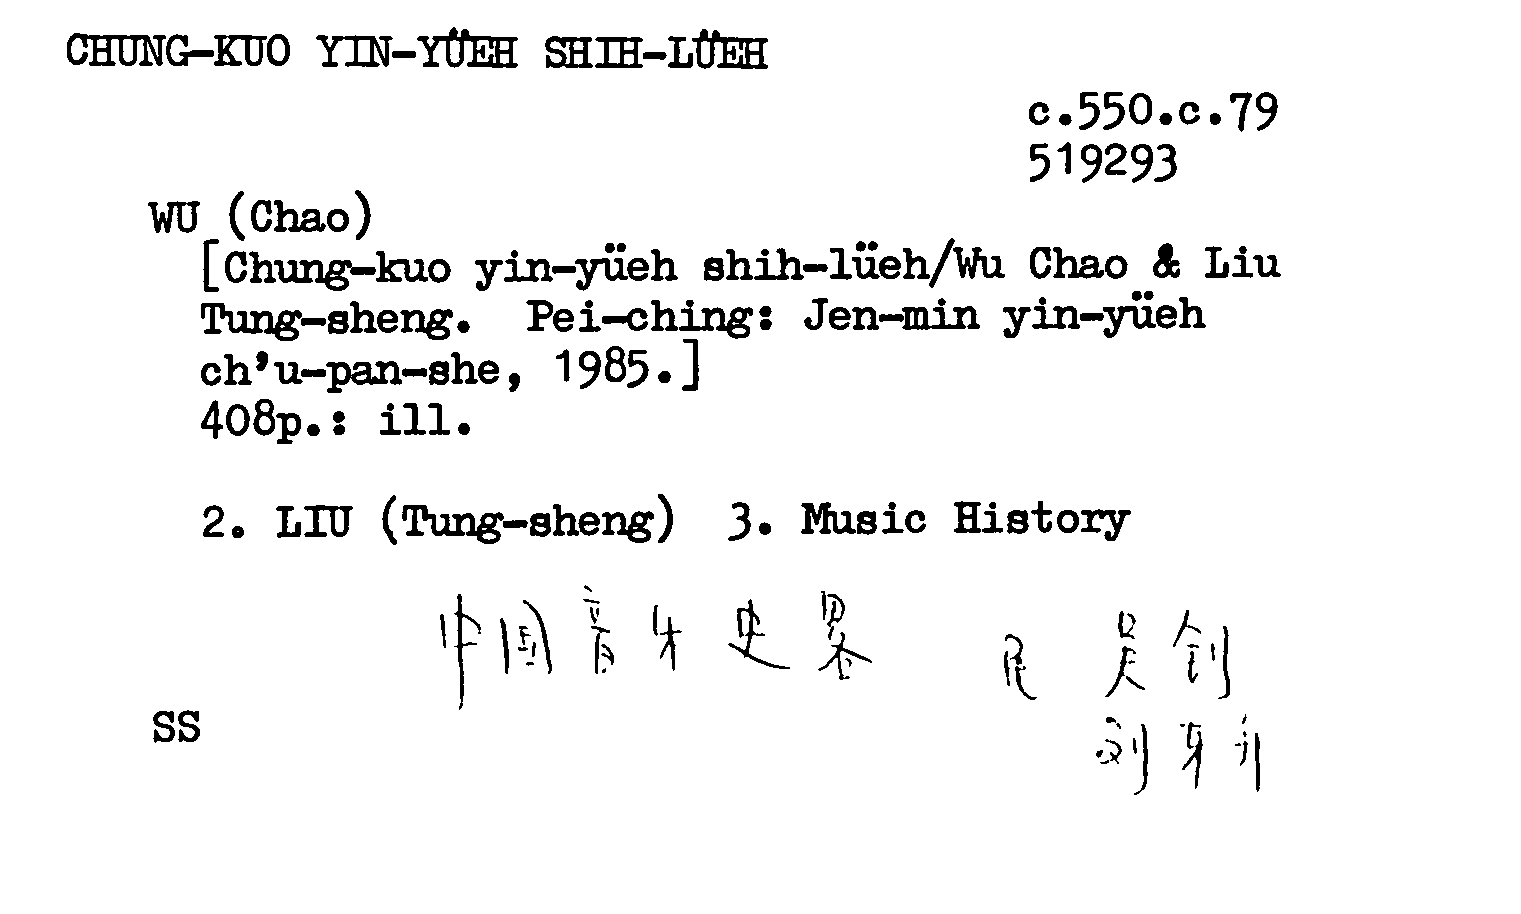 CHUNG-KUO YIN-YÜEH SHIH-LÜEH
c.550.c.79
519293
WU (Chao)
[Chung-kuo yin-yüeh shih-lüeh/Wu Chao & Liu
Tung-sheng. Pei-ching: Jen-min yin-yüeh
ch'u-pan-she, 1985.]
408p.: ill.
2. LIU (Tung-sheng) 3. Music History
中国音乐史畧 民 吴钊
刘东升
SS